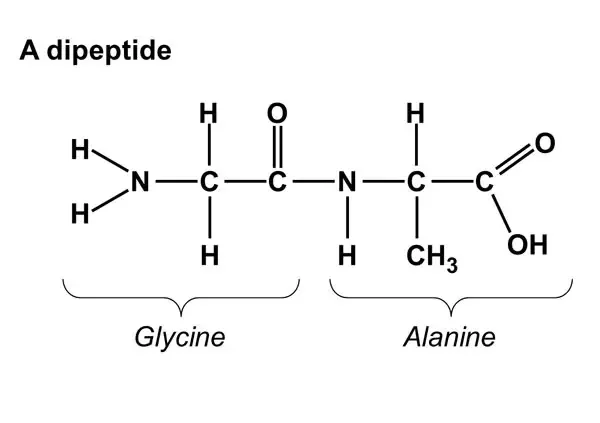 A dipeptide
H O H
H O
N C C N C C
H
H H CH₃ OH
Glycine Alanine